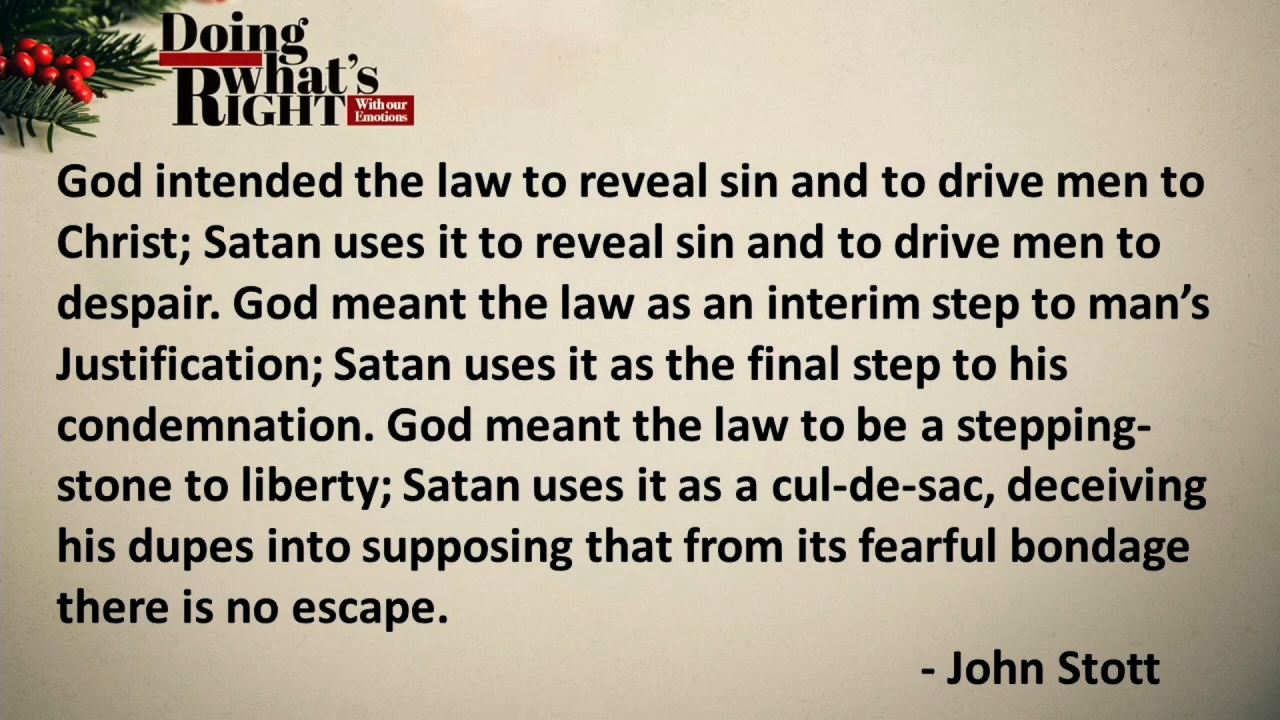 Doing
what's
RIGHT
With our
Emotions
God intended the law to reveal sin and to drive men to
Christ; Satan uses it to reveal sin and to drive men to
despair. God meant the law as an interim step to man’s
Justification; Satan uses it as the final step to his
condemnation. God meant the law to be a stepping-
stone to liberty; Satan uses it as a cul-de-sac, deceiving
his dupes into supposing that from its fearful bondage
there is no escape.
- John Stott